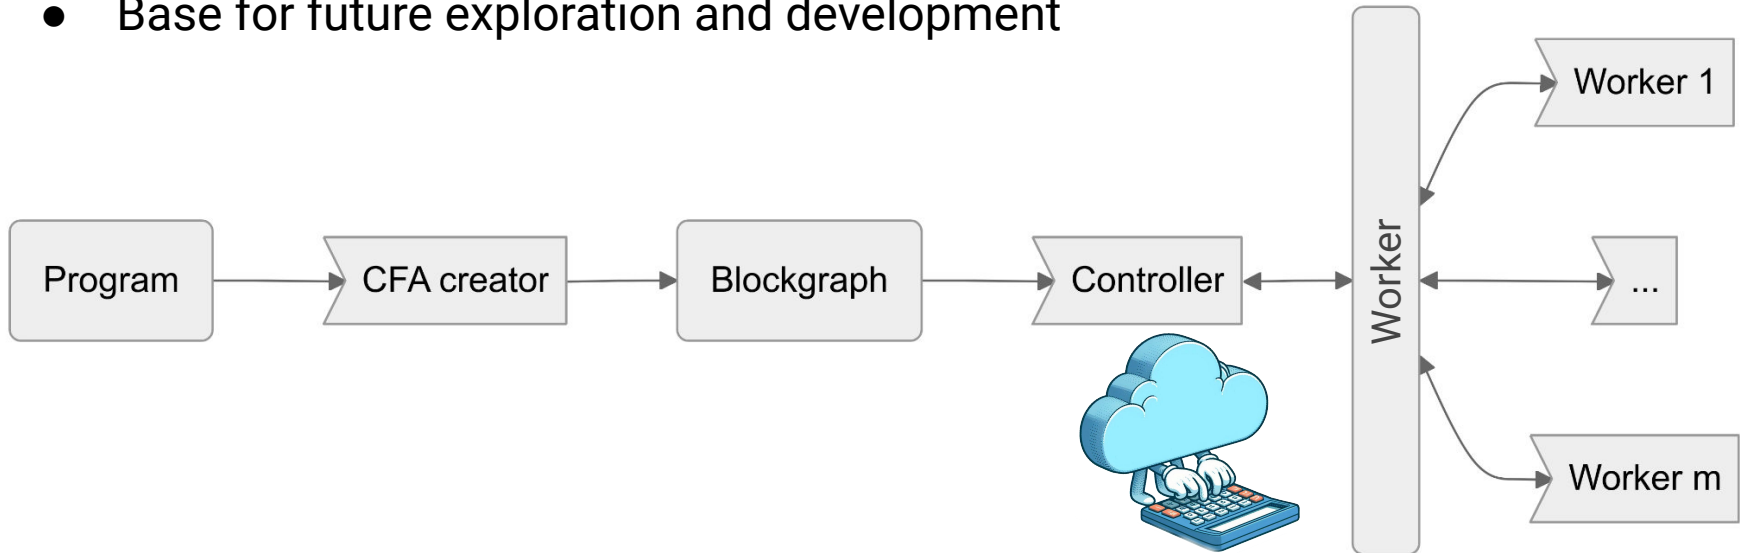 ● Base for future exploration and development
Program
CFA creator
Blockgraph
Controller
Worker
Worker 1
...
Worker m